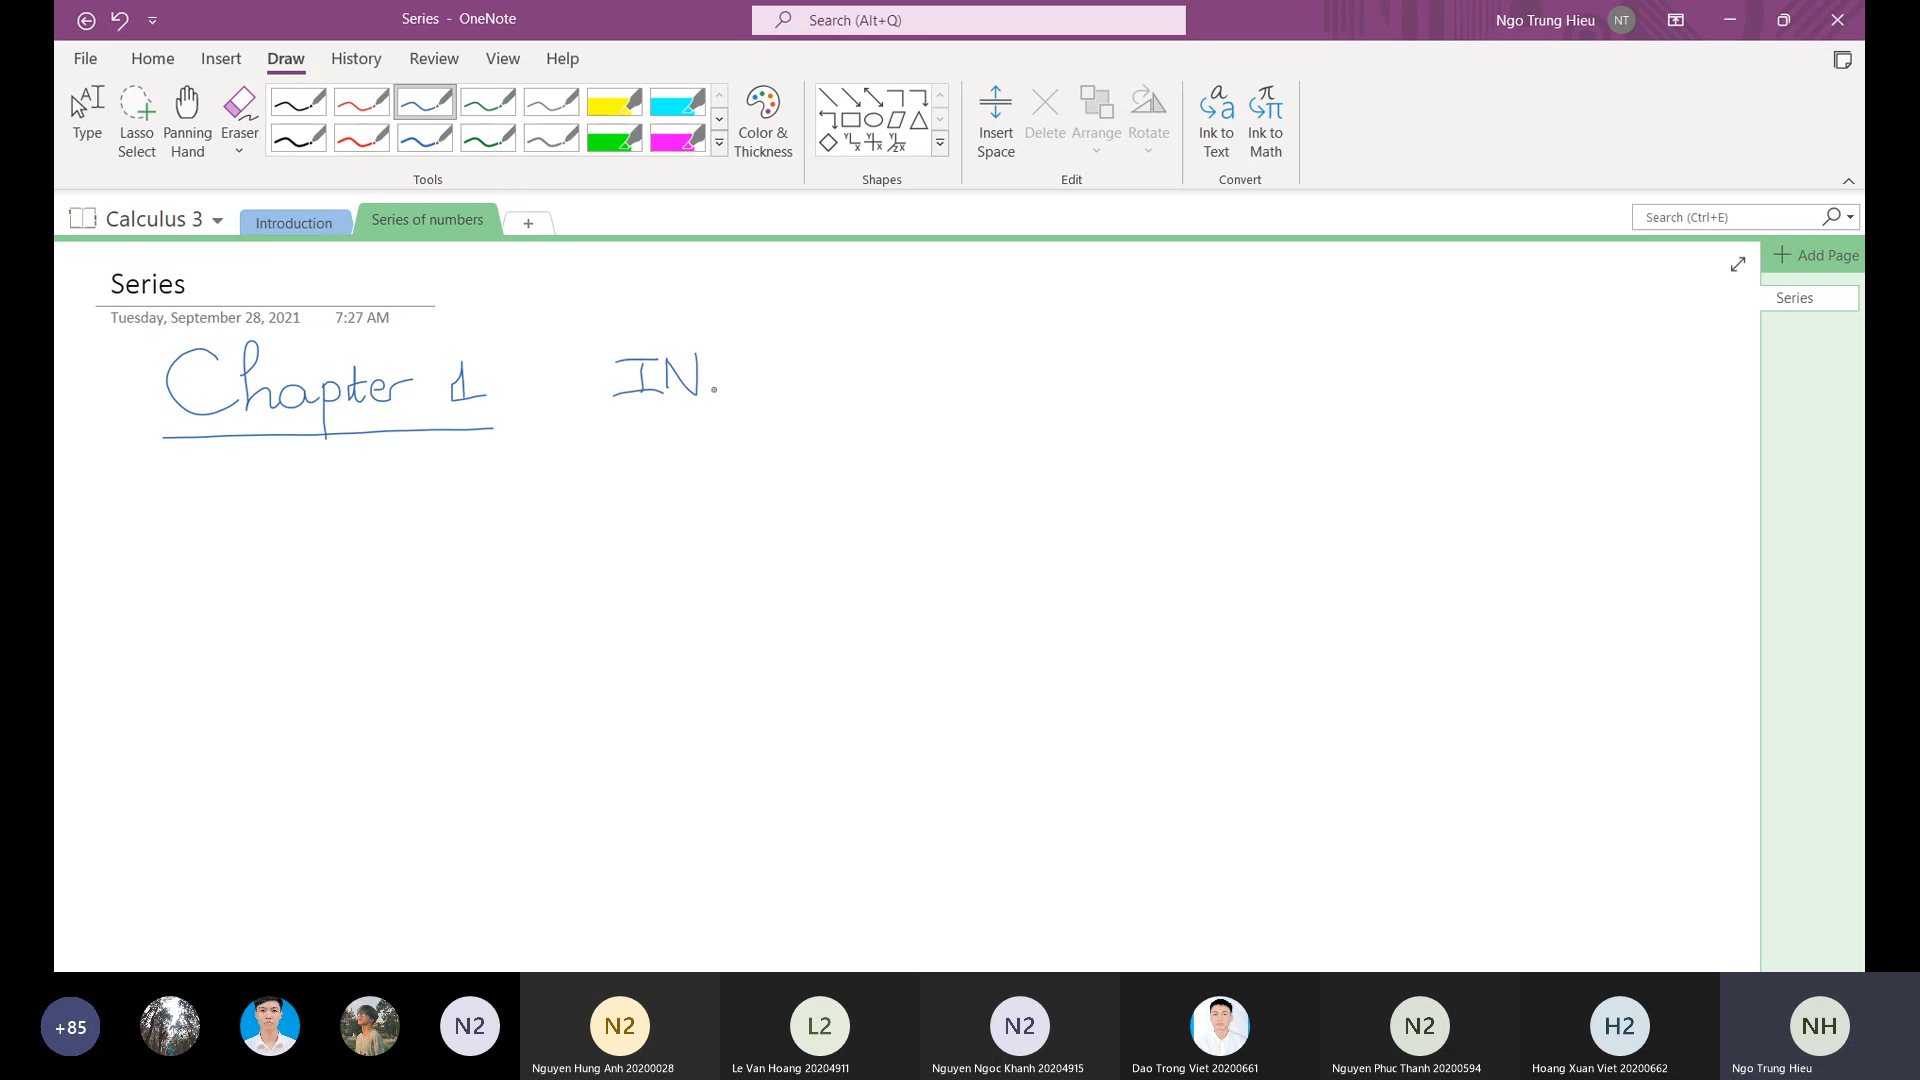 Series - OneNote
Search (Alt+Q)
Ngo Trung Hieu NT
File Home Insert Draw History Review View Help
Type
Lasso Select
Panning Hand
Eraser
Color & Thickness
Insert Space
Delete
Arrange
Rotate
Ink to Text
Ink to Math
Tools Shapes Edit Convert
Calculus 3 Introduction Series of numbers + Search (Ctrl+E)
Add Page
Series
Series
Tuesday, September 28, 2021 7:27 AM
Chapter 1 IN
+85 N2 N2 L2 N2 N2 H2 NH
Nguyen Hung Anh 20200028 Le Van Hoang 20204911 Nguyen Ngoc Khanh 20204915 Dao Trong Viet 20200661 Nguyen Phuc Thanh 20200594 Hoang Xuan Viet 20200662 Ngo Trung Hieu